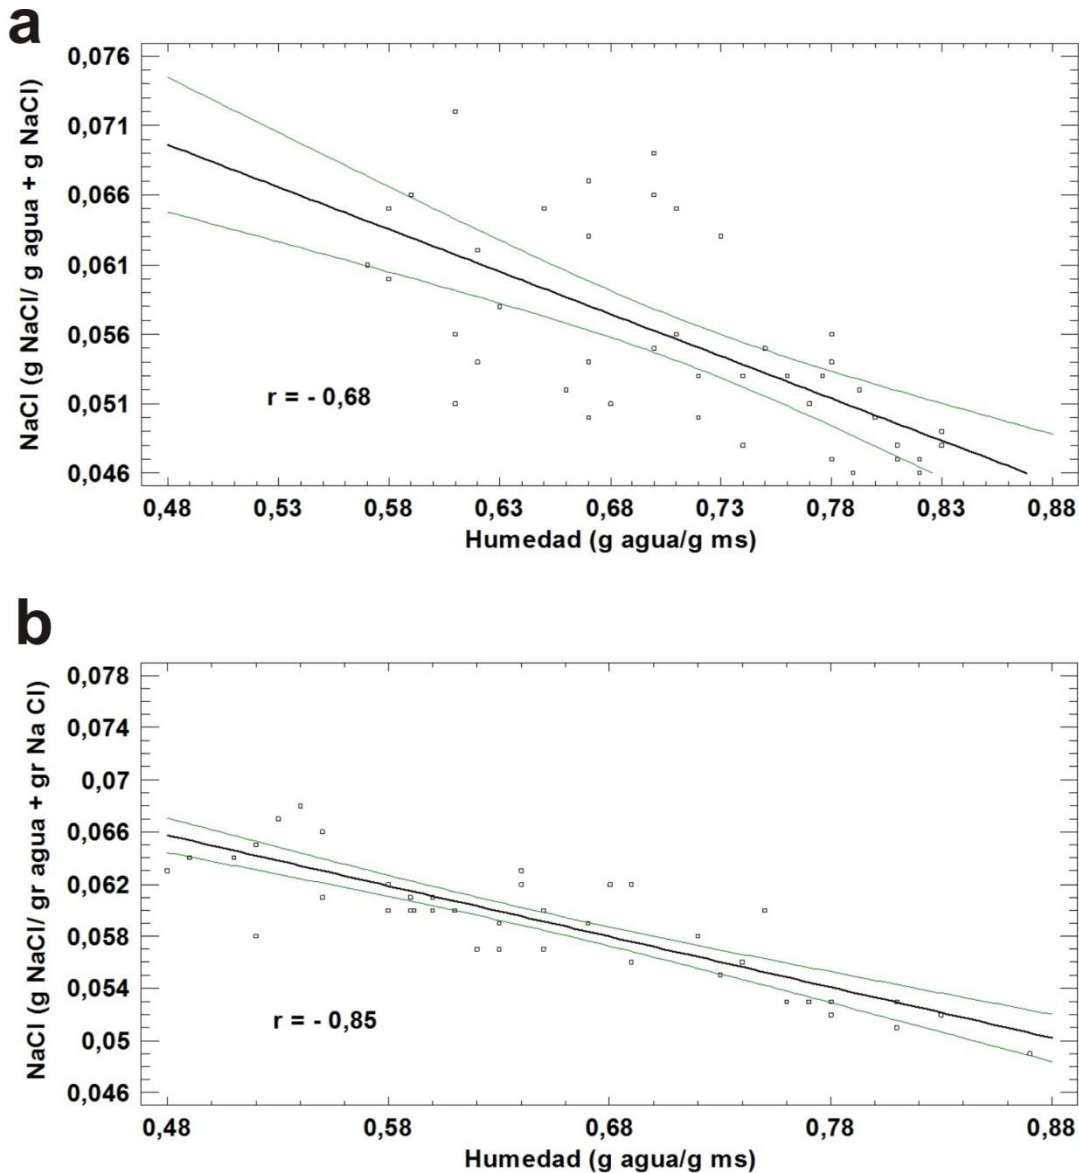 a
NaCl (g NaCl/ g agua + g NaCl)
0,076
0,071
0,066
0,061
0,056
0,051
0,046
r = - 0,68
0,48 0,53 0,58 0,63 0,68 0,73 0,78 0,83 0,88
Humedad (g agua/g ms)
b
NaCl (g NaCl/ gr agua + gr Na Cl)
0,078
0,074
0,07
0,066
0,062
0,058
0,054
0,05
0,046
r = - 0,85
0,48 0,58 0,68 0,78 0,88
Humedad (g agua/g ms)